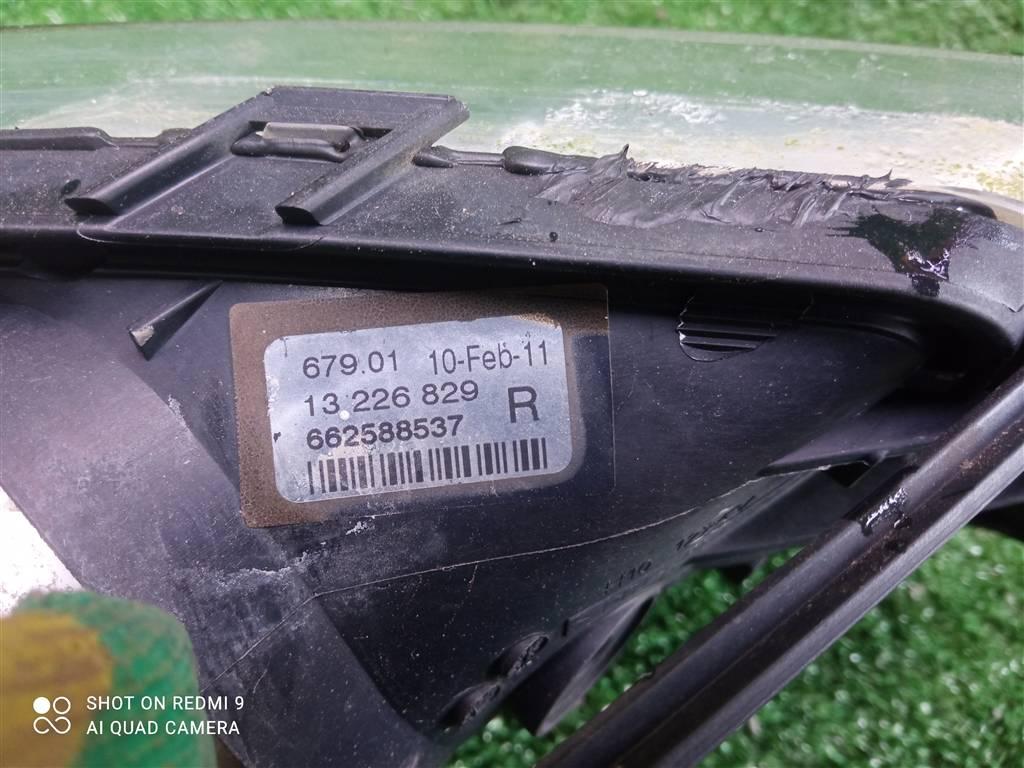 679.01 10-Feb-11
13 226 829 R
662588537
SHOT ON REDMI 9
AI QUAD CAMERA